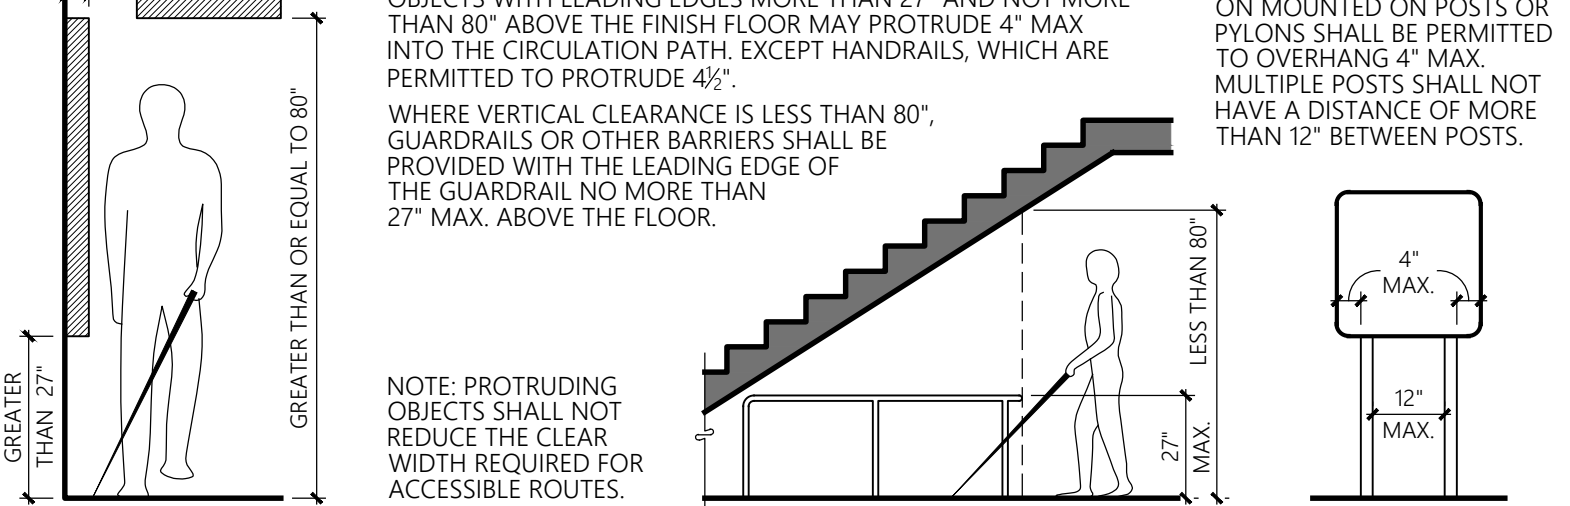 OBJECTS WITH LEADING EDGES MORE THAN 27" AND NOT MORE
THAN 80" ABOVE THE FINISH FLOOR MAY PROTRUDE 4" MAX
INTO THE CIRCULATION PATH. EXCEPT HANDRAILS, WHICH ARE
PERMITTED TO PROTRUDE 4½".
WHERE VERTICAL CLEARANCE IS LESS THAN 80",
GUARDRAILS OR OTHER BARRIERS SHALL BE
PROVIDED WITH THE LEADING EDGE OF
THE GUARDRAIL NO MORE THAN
27" MAX. ABOVE THE FLOOR.
NOTE: PROTRUDING
OBJECTS SHALL NOT
REDUCE THE CLEAR
WIDTH REQUIRED FOR
ACCESSIBLE ROUTES.
ON MOUNTED ON POSTS OR
PYLONS SHALL BE PERMITTED
TO OVERHANG 4" MAX.
MULTIPLE POSTS SHALL NOT
HAVE A DISTANCE OF MORE
THAN 12" BETWEEN POSTS.
GREATER
THAN 27"
GREATER THAN OR EQUAL TO 80"
LESS THAN 80"
27"
MAX.
4"
MAX.
12"
MAX.